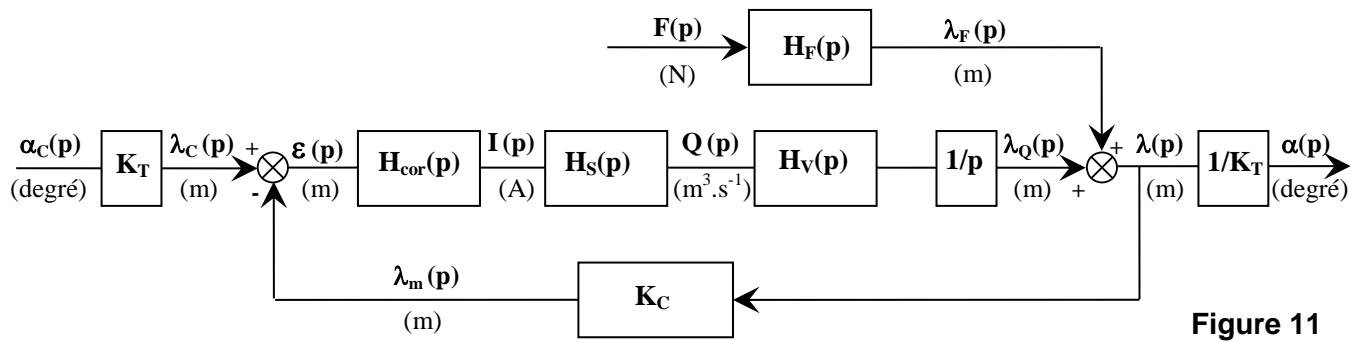 F(p)
(N)
H_F(p)
λ_F(p)
(m)
α_C(p)
(degré)
K_T
λ_C(p)
(m)
+
-
ε(p)
(m)
H_cor(p)
I(p)
(A)
H_S(p)
Q(p)
(m³.s⁻¹)
H_V(p)
1/p
λ_Q(p)
(m)
+
+
λ(p)
(m)
1/K_T
α(p)
(degré)
λ_m(p)
(m)
K_C
Figure 11